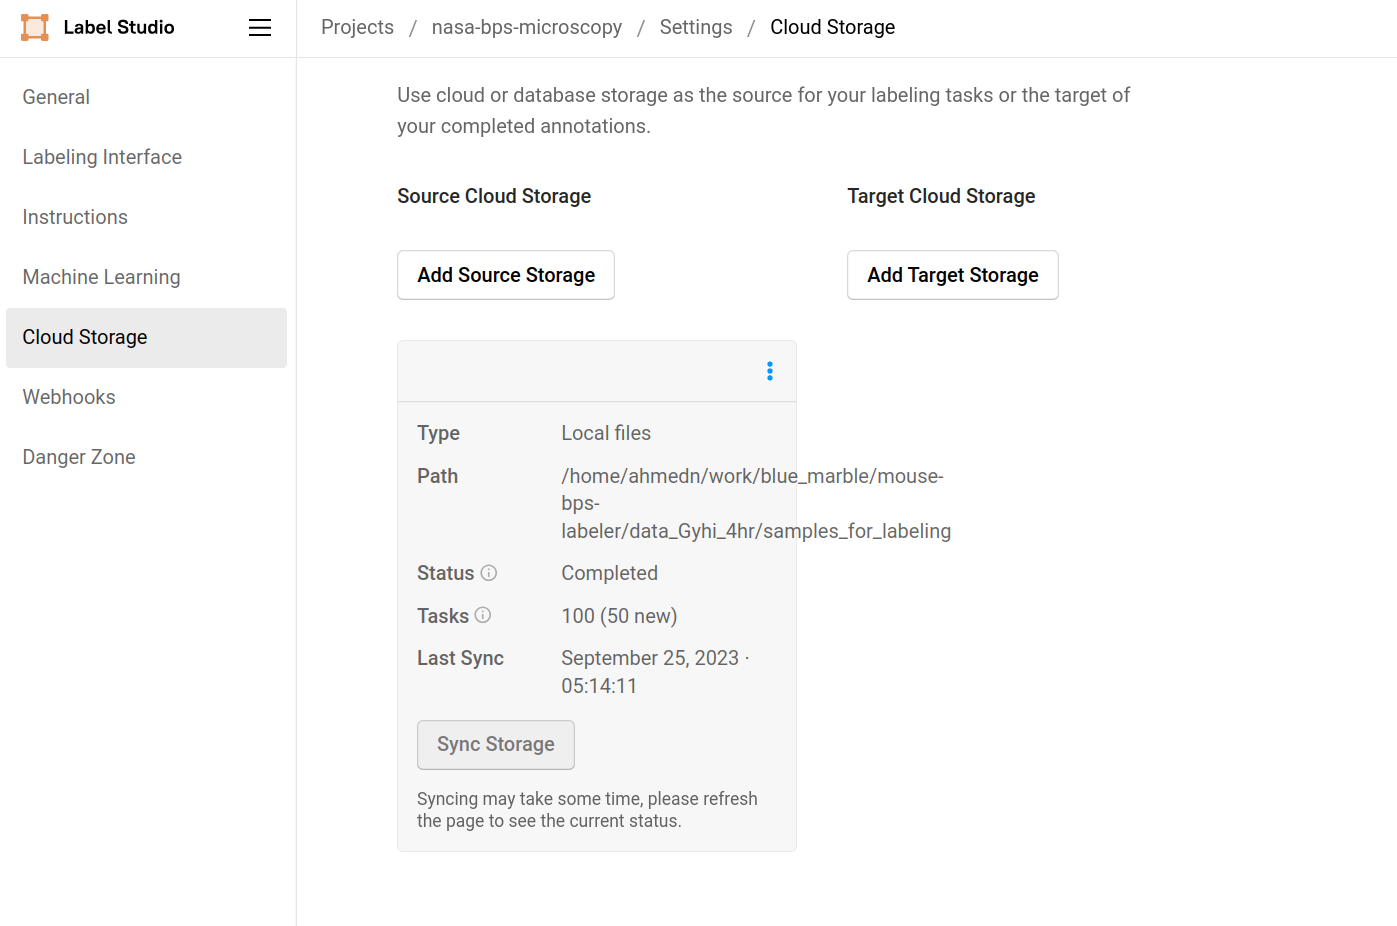 Label Studio
Projects / nasa-bps-microscopy / Settings / Cloud Storage
General
Labeling Interface
Instructions
Machine Learning
Cloud Storage
Webhooks
Danger Zone
Use cloud or database storage as the source for your labeling tasks or the target of
your completed annotations.
Source Cloud Storage
Add Source Storage
Target Cloud Storage
Add Target Storage
Type Local files
Path /home/ahmedn/work/blue_marble/mouse-
bps-
labeler/data_Gyhi_4hr/samples_for_labeling
Status Completed
Tasks 100 (50 new)
Last Sync September 25, 2023 ·
05:14:11
Sync Storage
Syncing may take some time, please refresh
the page to see the current status.